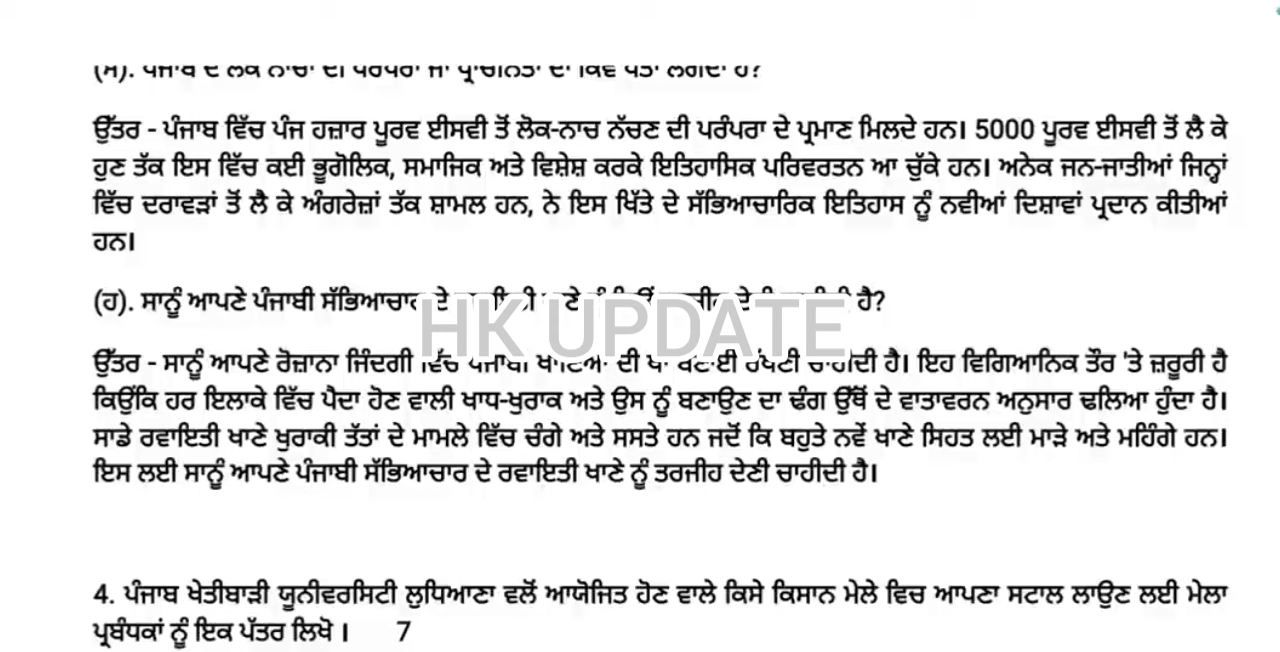 ਉੱਤਰ - ਪੰਜਾਬ ਵਿੱਚ ਪੰਜ ਹਜ਼ਾਰ ਪੂਰਵ ਈਸਵੀ ਤੋਂ ਲੋਕ-ਨਾਚ ਨੱਚਣ ਦੀ ਪਰੰਪਰਾ ਦੇ ਪ੍ਰਮਾਣ ਮਿਲਦੇ ਹਨ। 5000 ਪੂਰਵ ਈਸਵੀ ਤੋਂ ਲੈ ਕੇ
ਹੁਣ ਤੱਕ ਇਸ ਵਿੱਚ ਕਈ ਭੂਗੋਲਿਕ, ਸਮਾਜਿਕ ਅਤੇ ਵਿਸ਼ੇਸ਼ ਕਰਕੇ ਇਤਿਹਾਸਿਕ ਪਰਿਵਰਤਨ ਆ ਚੁੱਕੇ ਹਨ। ਅਨੇਕ ਜਨ-ਜਾਤੀਆਂ ਜਿਨ੍ਹਾਂ
ਵਿੱਚ ਦਰਾਵੜਾਂ ਤੋਂ ਲੈ ਕੇ ਅੰਗਰੇਜ਼ਾਂ ਤੱਕ ਸ਼ਾਮਲ ਹਨ, ਨੇ ਇਸ ਖਿੱਤੇ ਦੇ ਸੱਭਿਆਚਾਰਿਕ ਇਤਿਹਾਸ ਨੂੰ ਨਵੀਆਂ ਦਿਸ਼ਾਵਾਂ ਪ੍ਰਦਾਨ ਕੀਤੀਆਂ
ਹਨ।
(ਹ). ਸਾਨੂੰ ਆਪਣੇ ਪੰਜਾਬੀ ਸੱਭਿਆਚਾਰ ਦੇ ਹੈ?
HK UPDATE
ਉੱਤਰ - ਸਾਨੂੰ ਆਪਣੇ ਰੋਜ਼ਾਨਾ ਜਿੰਦਗੀ ਵਿੱਚ ਪੰਜਾਬੀ ਦੀ ਚਾਹੀਦੀ ਹੈ। ਇਹ ਵਿਗਿਆਨਿਕ ਤੌਰ 'ਤੇ ਜ਼ਰੂਰੀ ਹੈ
ਕਿਉਂਕਿ ਹਰ ਇਲਾਕੇ ਵਿੱਚ ਪੈਦਾ ਹੋਣ ਵਾਲੀ ਖਾਧ-ਖੁਰਾਕ ਅਤੇ ਉਸ ਨੂੰ ਬਣਾਉਣ ਦਾ ਢੰਗ ਉੱਥੋਂ ਦੇ ਵਾਤਾਵਰਨ ਅਨੁਸਾਰ ਢਲਿਆ ਹੁੰਦਾ ਹੈ।
ਸਾਡੇ ਰਵਾਇਤੀ ਖਾਣੇ ਖੁਰਾਕੀ ਤੱਤਾਂ ਦੇ ਮਾਮਲੇ ਵਿੱਚ ਚੰਗੇ ਅਤੇ ਸਸਤੇ ਹਨ ਜਦੋਂ ਕਿ ਬਹੁਤੇ ਨਵੇਂ ਖਾਣੇ ਸਿਹਤ ਲਈ ਮਾੜੇ ਅਤੇ ਮਹਿੰਗੇ ਹਨ।
ਇਸ ਲਈ ਸਾਨੂੰ ਆਪਣੇ ਪੰਜਾਬੀ ਸੱਭਿਆਚਾਰ ਦੇ ਰਵਾਇਤੀ ਖਾਣੇ ਨੂੰ ਤਰਜੀਹ ਦੇਣੀ ਚਾਹੀਦੀ ਹੈ।
4. ਪੰਜਾਬ ਖੇਤੀਬਾੜੀ ਯੂਨੀਵਰਸਿਟੀ ਲੁਧਿਆਣਾ ਵਲੋਂ ਆਯੋਜਿਤ ਹੋਣ ਵਾਲੇ ਕਿਸੇ ਕਿਸਾਨ ਮੇਲੇ ਵਿਚ ਆਪਣਾ ਸਟਾਲ ਲਾਉਣ ਲਈ ਮੇਲਾ
ਪ੍ਰਬੰਧਕਾਂ ਨੂੰ ਇਕ ਪੱਤਰ ਲਿਖੋ । 7